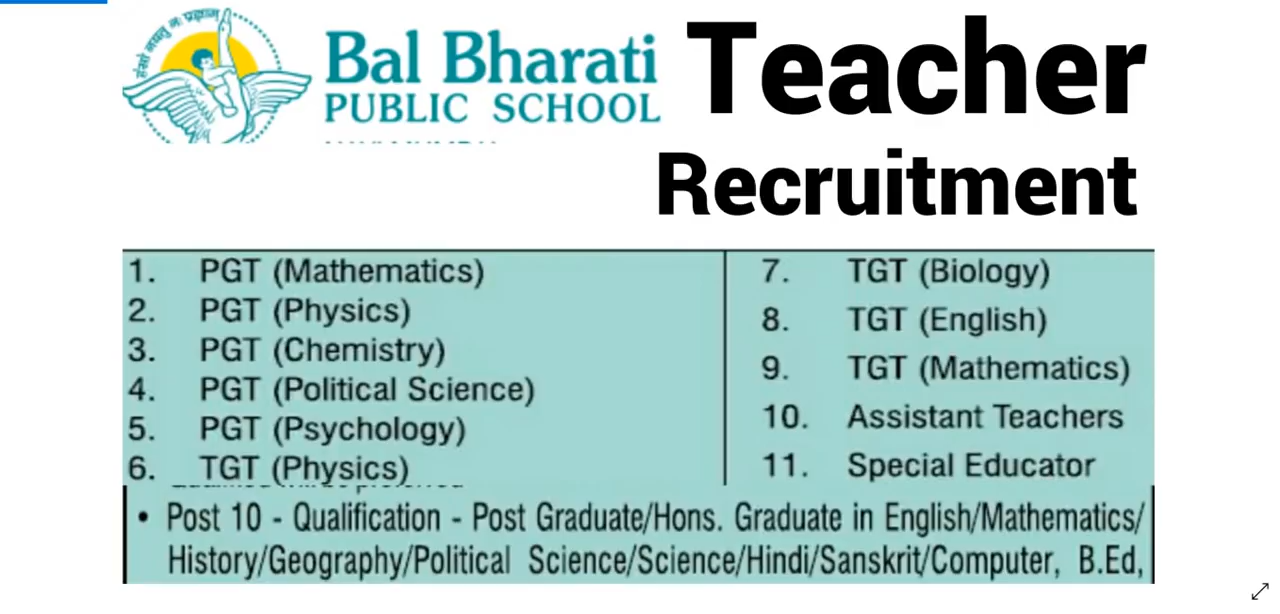 हंसो नयतु नः प्रज्ञानम्
Bal Bharati
PUBLIC SCHOOL
Teacher
Recruitment
1. PGT (Mathematics)
2. PGT (Physics)
3. PGT (Chemistry)
4. PGT (Political Science)
5. PGT (Psychology)
6. TGT (Physics)
7. TGT (Biology)
8. TGT (English)
9. TGT (Mathematics)
10. Assistant Teachers
11. Special Educator
• Post 10 - Qualification - Post Graduate/Hons. Graduate in English/Mathematics/
History/Geography/Political Science/Science/Hindi/Sanskrit/Computer, B.Ed,